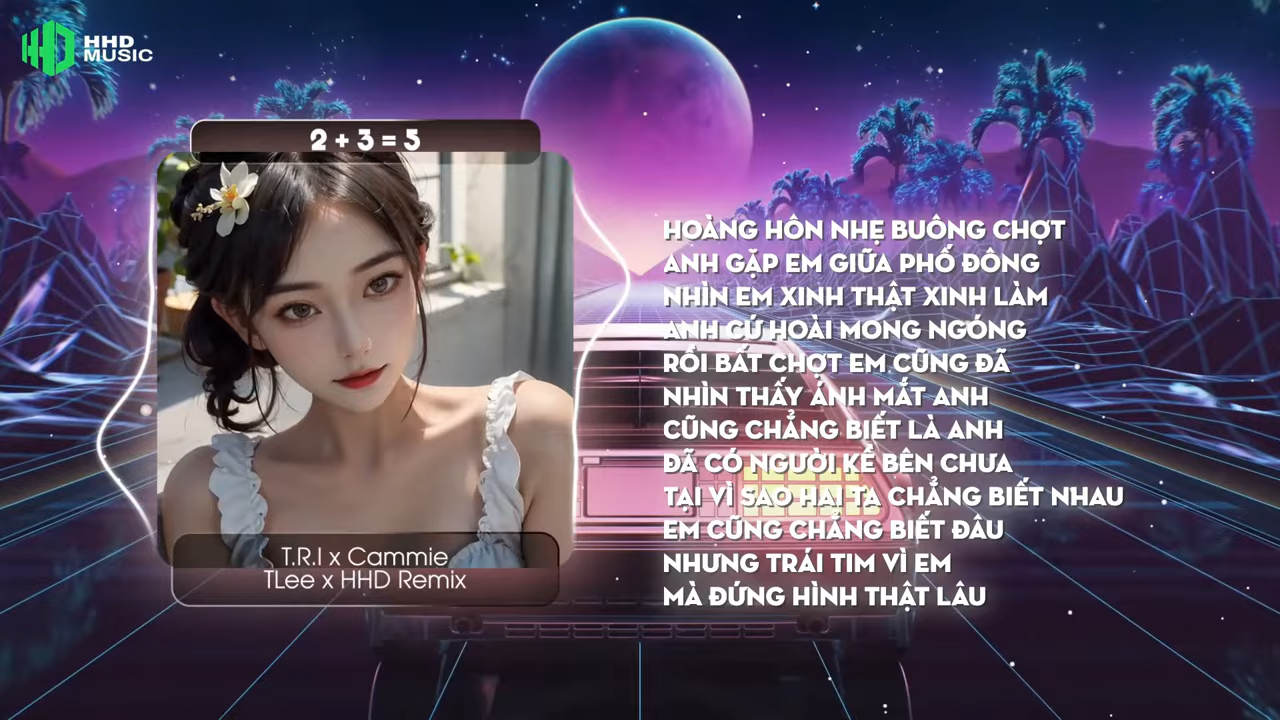 HHD
MUSIC
2 + 3 = 5
T.R.I x Cammie
TLee x HHD Remix
HOÀNG HÔN NHẸ BUÔNG CHỢT
ANH GẶP EM GIỮA PHỐ ĐÔNG
NHÌN EM XINH THẬT XINH LÀM
ANH CỨ HOÀI MONG NGÓNG
RỒI BẤT CHỢT EM CŨNG ĐÃ
NHÌN THẤY ÁNH MẮT ANH
CŨNG CHẲNG BIẾT LÀ ANH
ĐÃ CÓ NGƯỜI KỀ BÊN CHƯA
TẠI VÌ SAO HAI TA CHẲNG BIẾT NHAU
EM CŨNG CHẲNG BIẾT ĐÂU
NHƯNG TRÁI TIM VÌ EM
MÀ ĐỨNG HÌNH THẬT LÂU